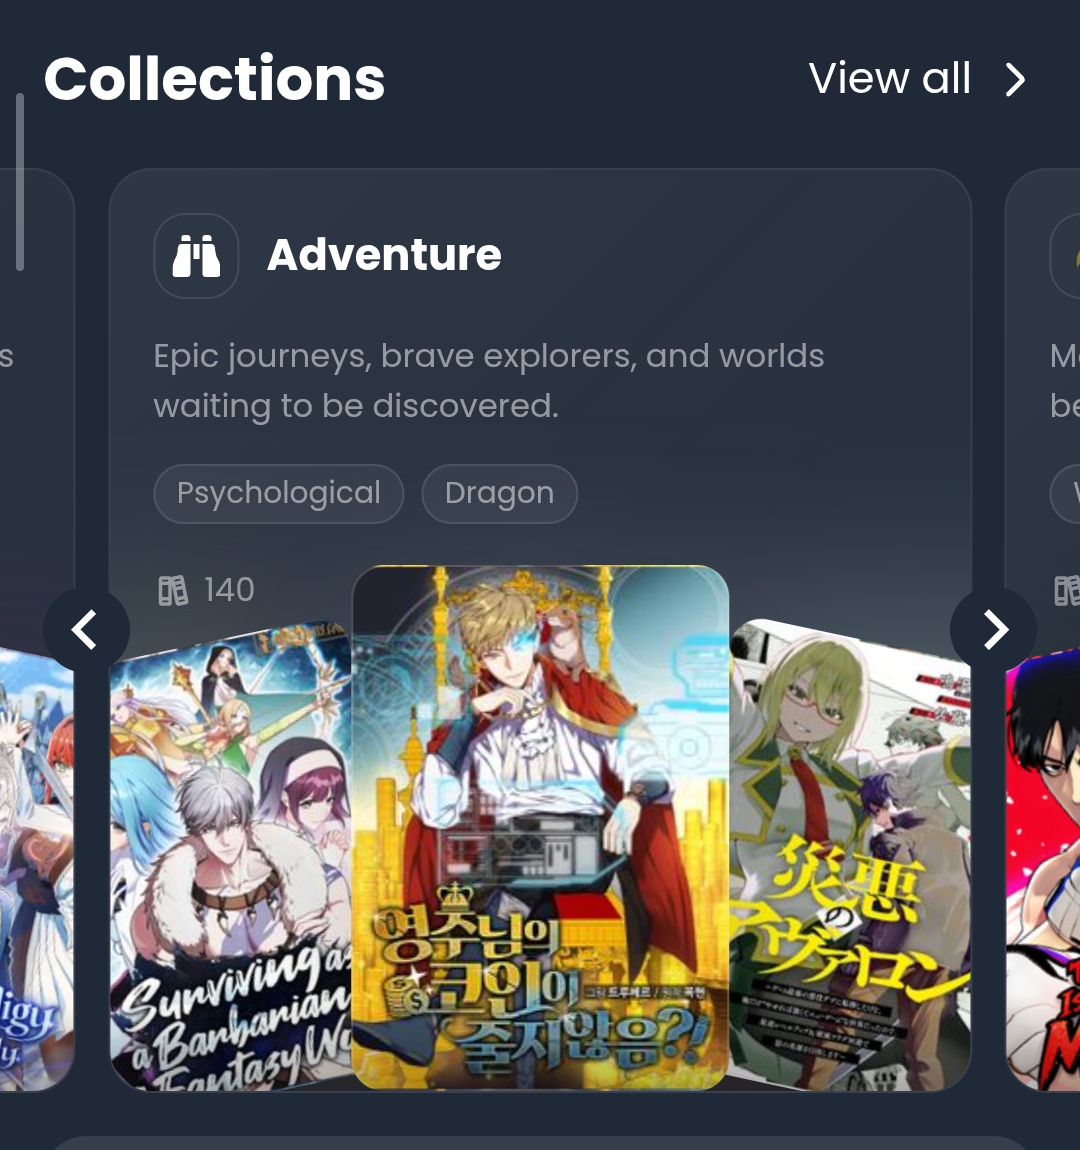 Collections
View all
Adventure
Epic journeys, brave explorers, and worlds
waiting to be discovered.
Psychological
Dragon
140
Surviving as
a Barbarian
Fantasy Wo
영주님의
코인이
줄지않음?!
災悪
の
アヴァロン